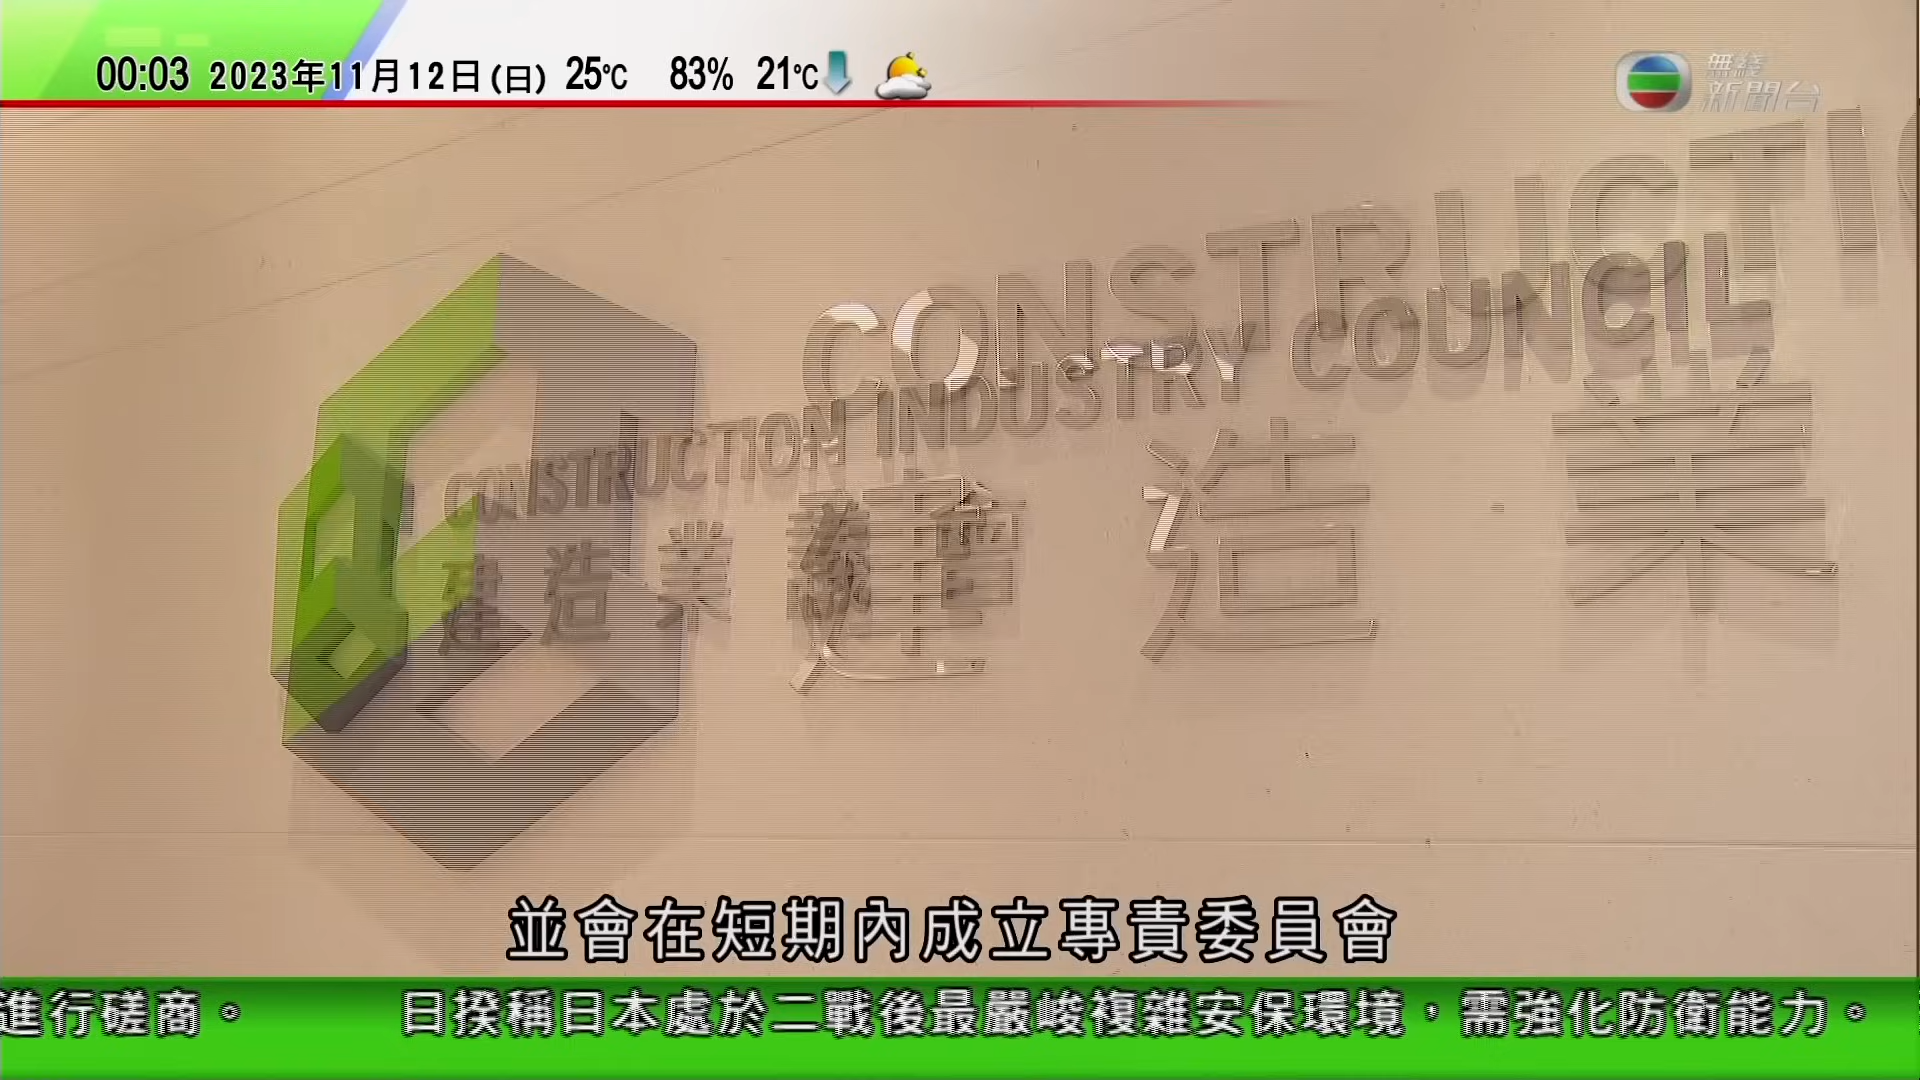 00:03 2023年11月12日(日) 25℃ 83% 21℃
無綫
新聞台
CONSTRUCTIO
CONSTRUCTION INDUSTRY COUNCIL
建造業
建造業議會
並會在短期內成立專責委員會
進行磋商。 日揆稱日本處於二戰後最嚴峻複雜安保環境，需強化防衛能力。